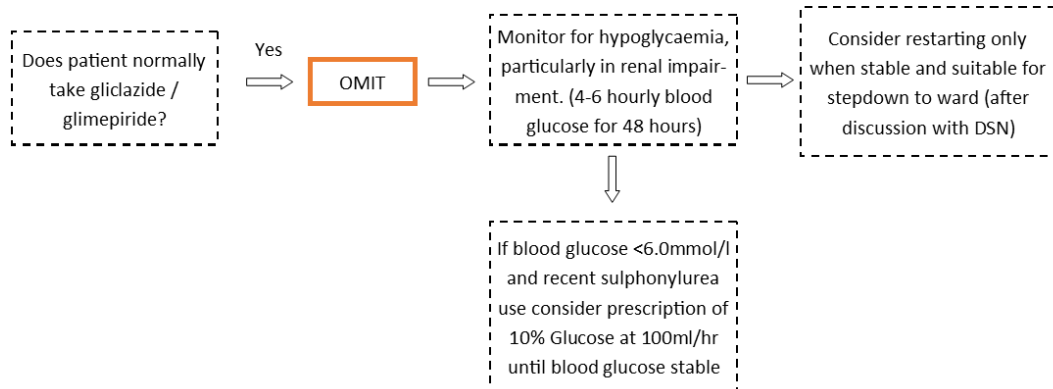 Does patient normally
take gliclazide /
glimepiride?
Yes
OMIT
Monitor for hypoglycaemia,
particularly in renal impair-
ment. (4-6 hourly blood
glucose for 48 hours)
Consider restarting only
when stable and suitable for
stepdown to ward (after
discussion with DSN)
If blood glucose <6.0mmol/l
and recent sulphonylurea
use consider prescription of
10% Glucose at 100ml/hr
until blood glucose stable